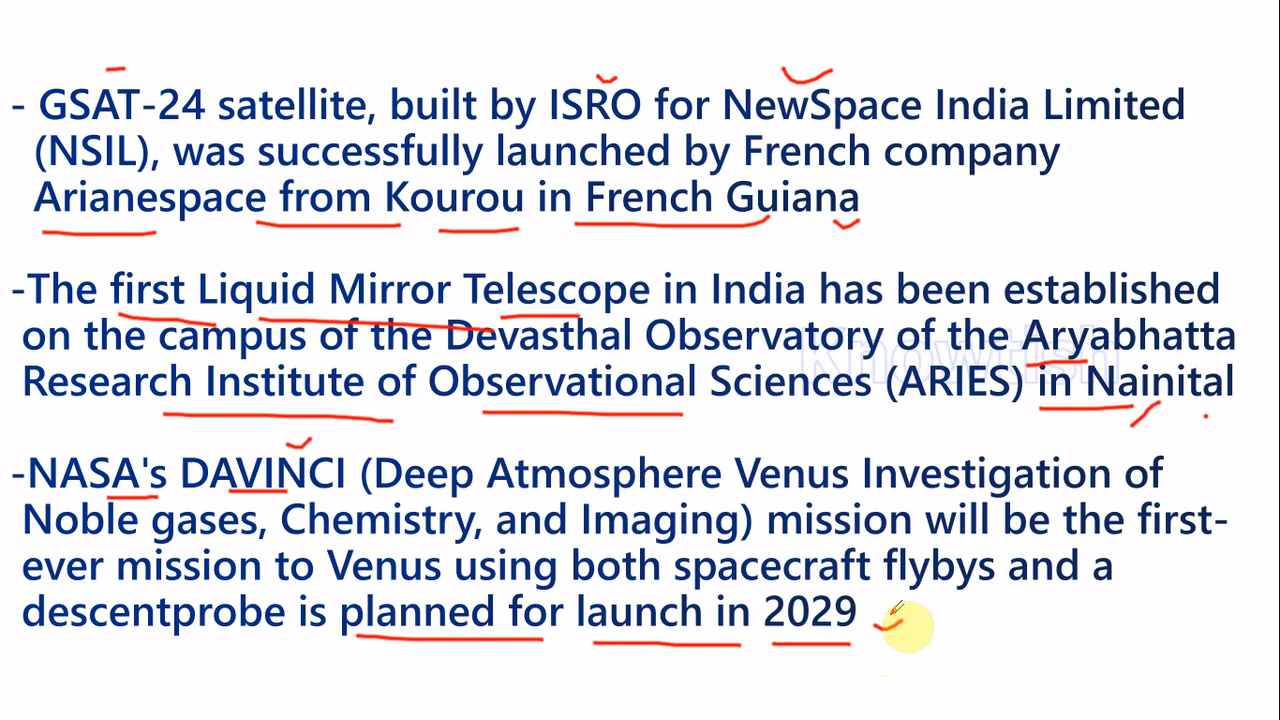 - GSAT-24 satellite, built by ISRO for NewSpace India Limited
(NSIL), was successfully launched by French company
Arianespace from Kourou in French Guiana
-The first Liquid Mirror Telescope in India has been established
on the campus of the Devasthal Observatory of the Aryabhatta
Research Institute of Observational Sciences (ARIES) in Nainital
-NASA's DAVINCI (Deep Atmosphere Venus Investigation of
Noble gases, Chemistry, and Imaging) mission will be the first-
ever mission to Venus using both spacecraft flybys and a
descentprobe is planned for launch in 2029